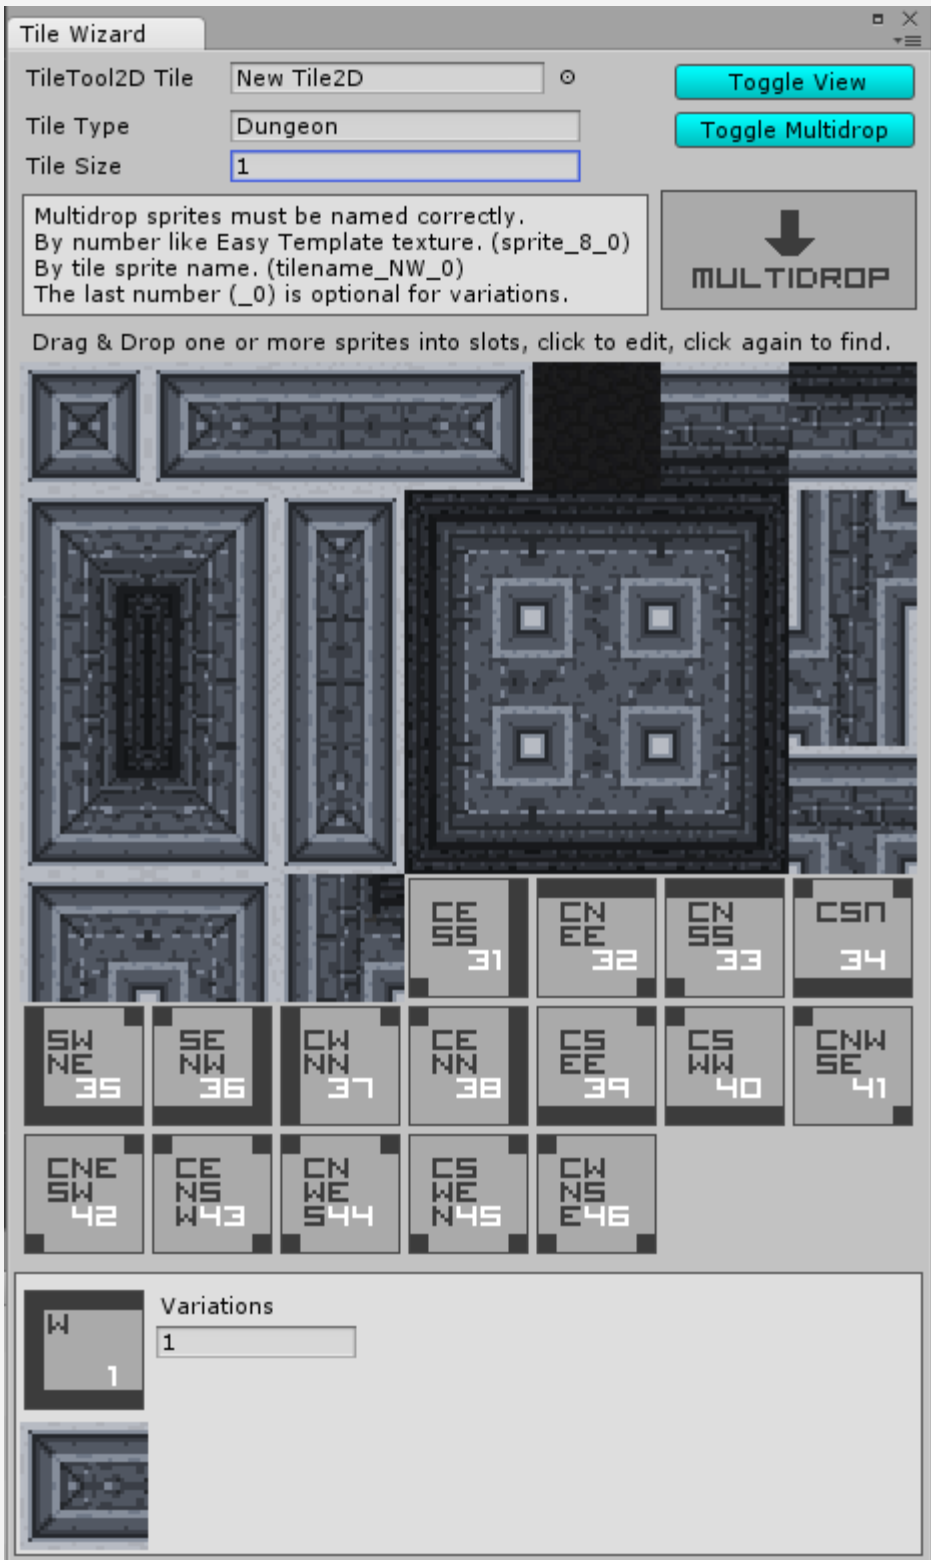 Tile Wizard
TileTool2D Tile
New Tile2D
Toggle View
Tile Type
Dungeon
Toggle Multidrop
Tile Size
1
Multidrop sprites must be named correctly.
By number like Easy Template texture. (sprite_8_0)
By tile sprite name. (tilename_NW_0)
The last number (_0) is optional for variations.
MULTIDROP
Drag & Drop one or more sprites into slots, click to edit, click again to find.
CE
SS
31
CN
EE
32
CN
SS
33
CSN
34
SW
NE
35
SE
NW
36
CW
NN
37
CE
NN
38
CS
EE
39
CS
WW
40
CNW
SE
41
CNE
SW
42
CE
NS
W43
CN
WE
S44
CS
WE
N45
CW
NS
E46
W
1
Variations
1